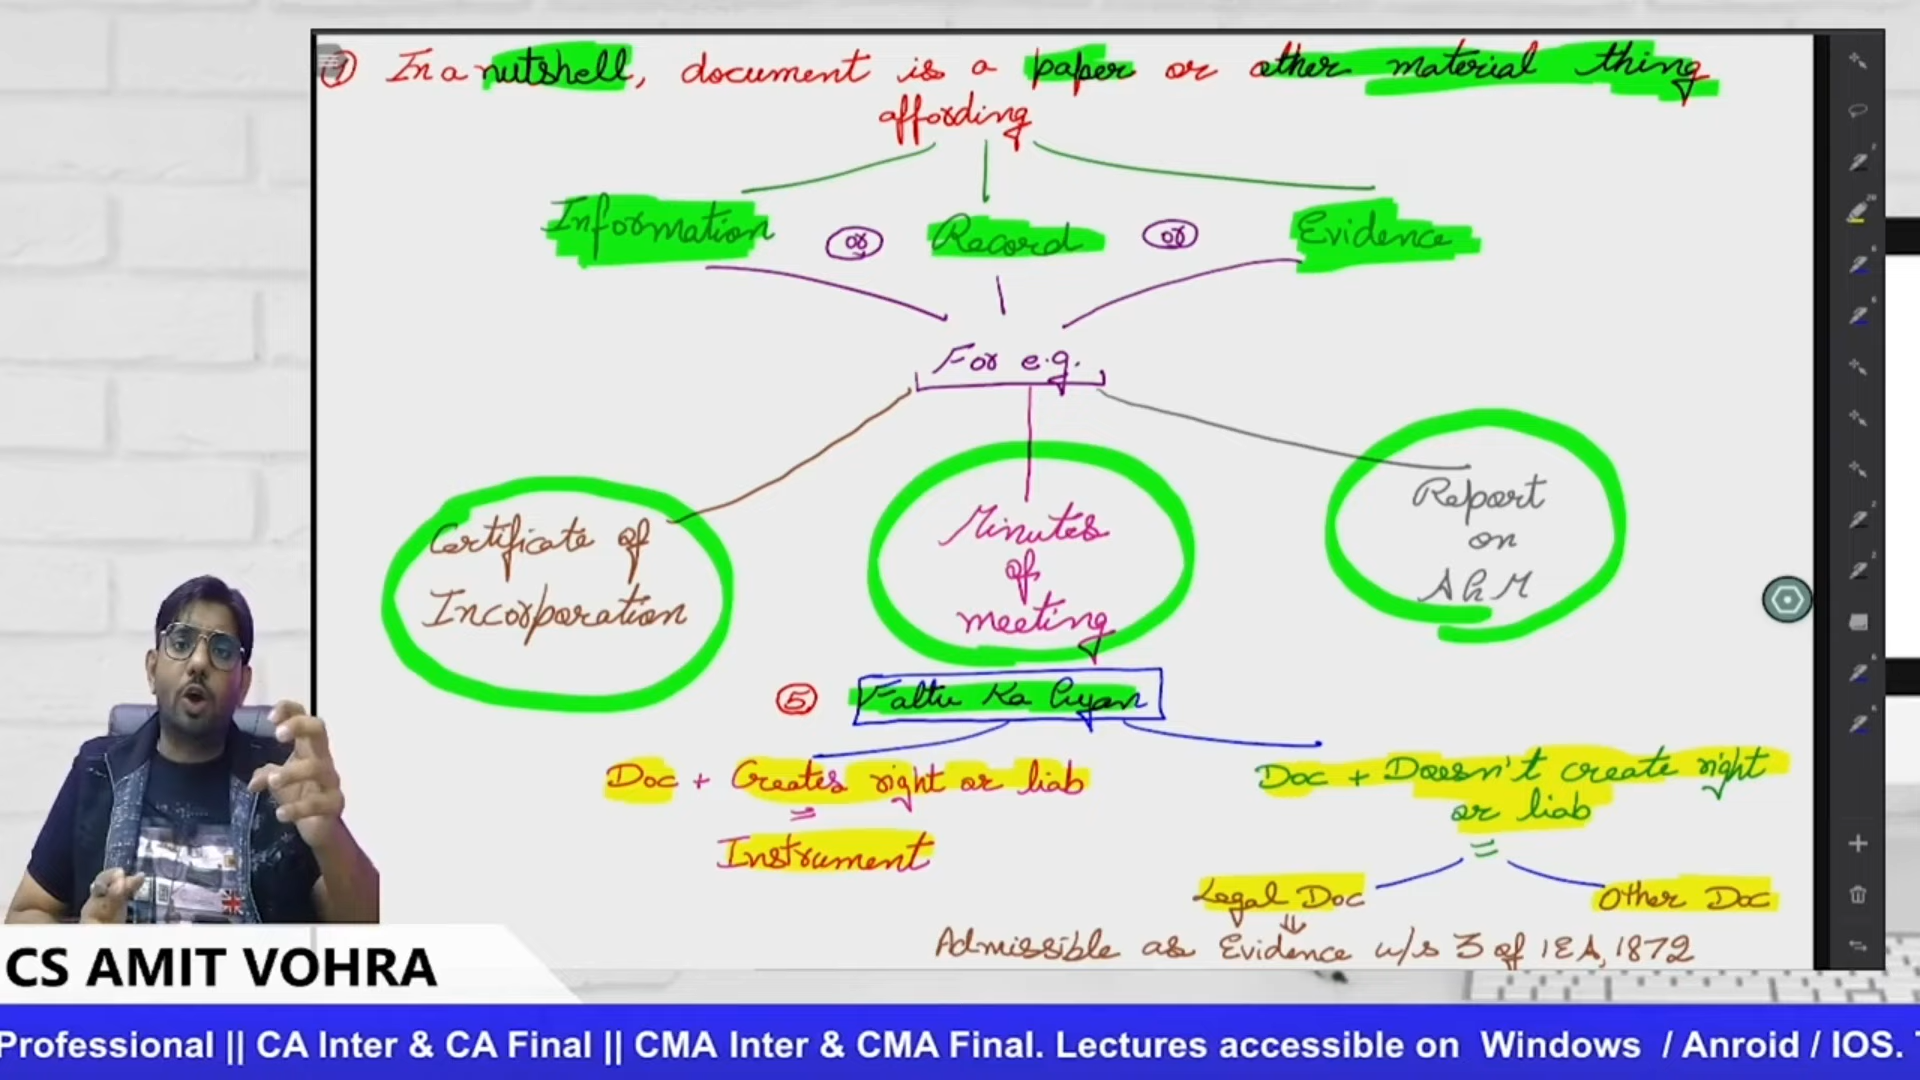 ① In a nutshell, document is a paper or other material thing
affording
Information or Record or Evidence
For e.g.
Certificate of
Incorporation
Minutes
of
meeting
Report
on
AGM
⑤ Faltu Ka Gyan
Doc + Creates right or liab
=
Instrument
Doc + Doesn't create right
or liab
=
Legal Doc
Other Doc
Admissible as Evidence u/s 3 of IEA, 1872
CS AMIT VOHRA
Professional || CA Inter & CA Final || CMA Inter & CMA Final. Lectures accessible on Windows / Anroid / IOS.